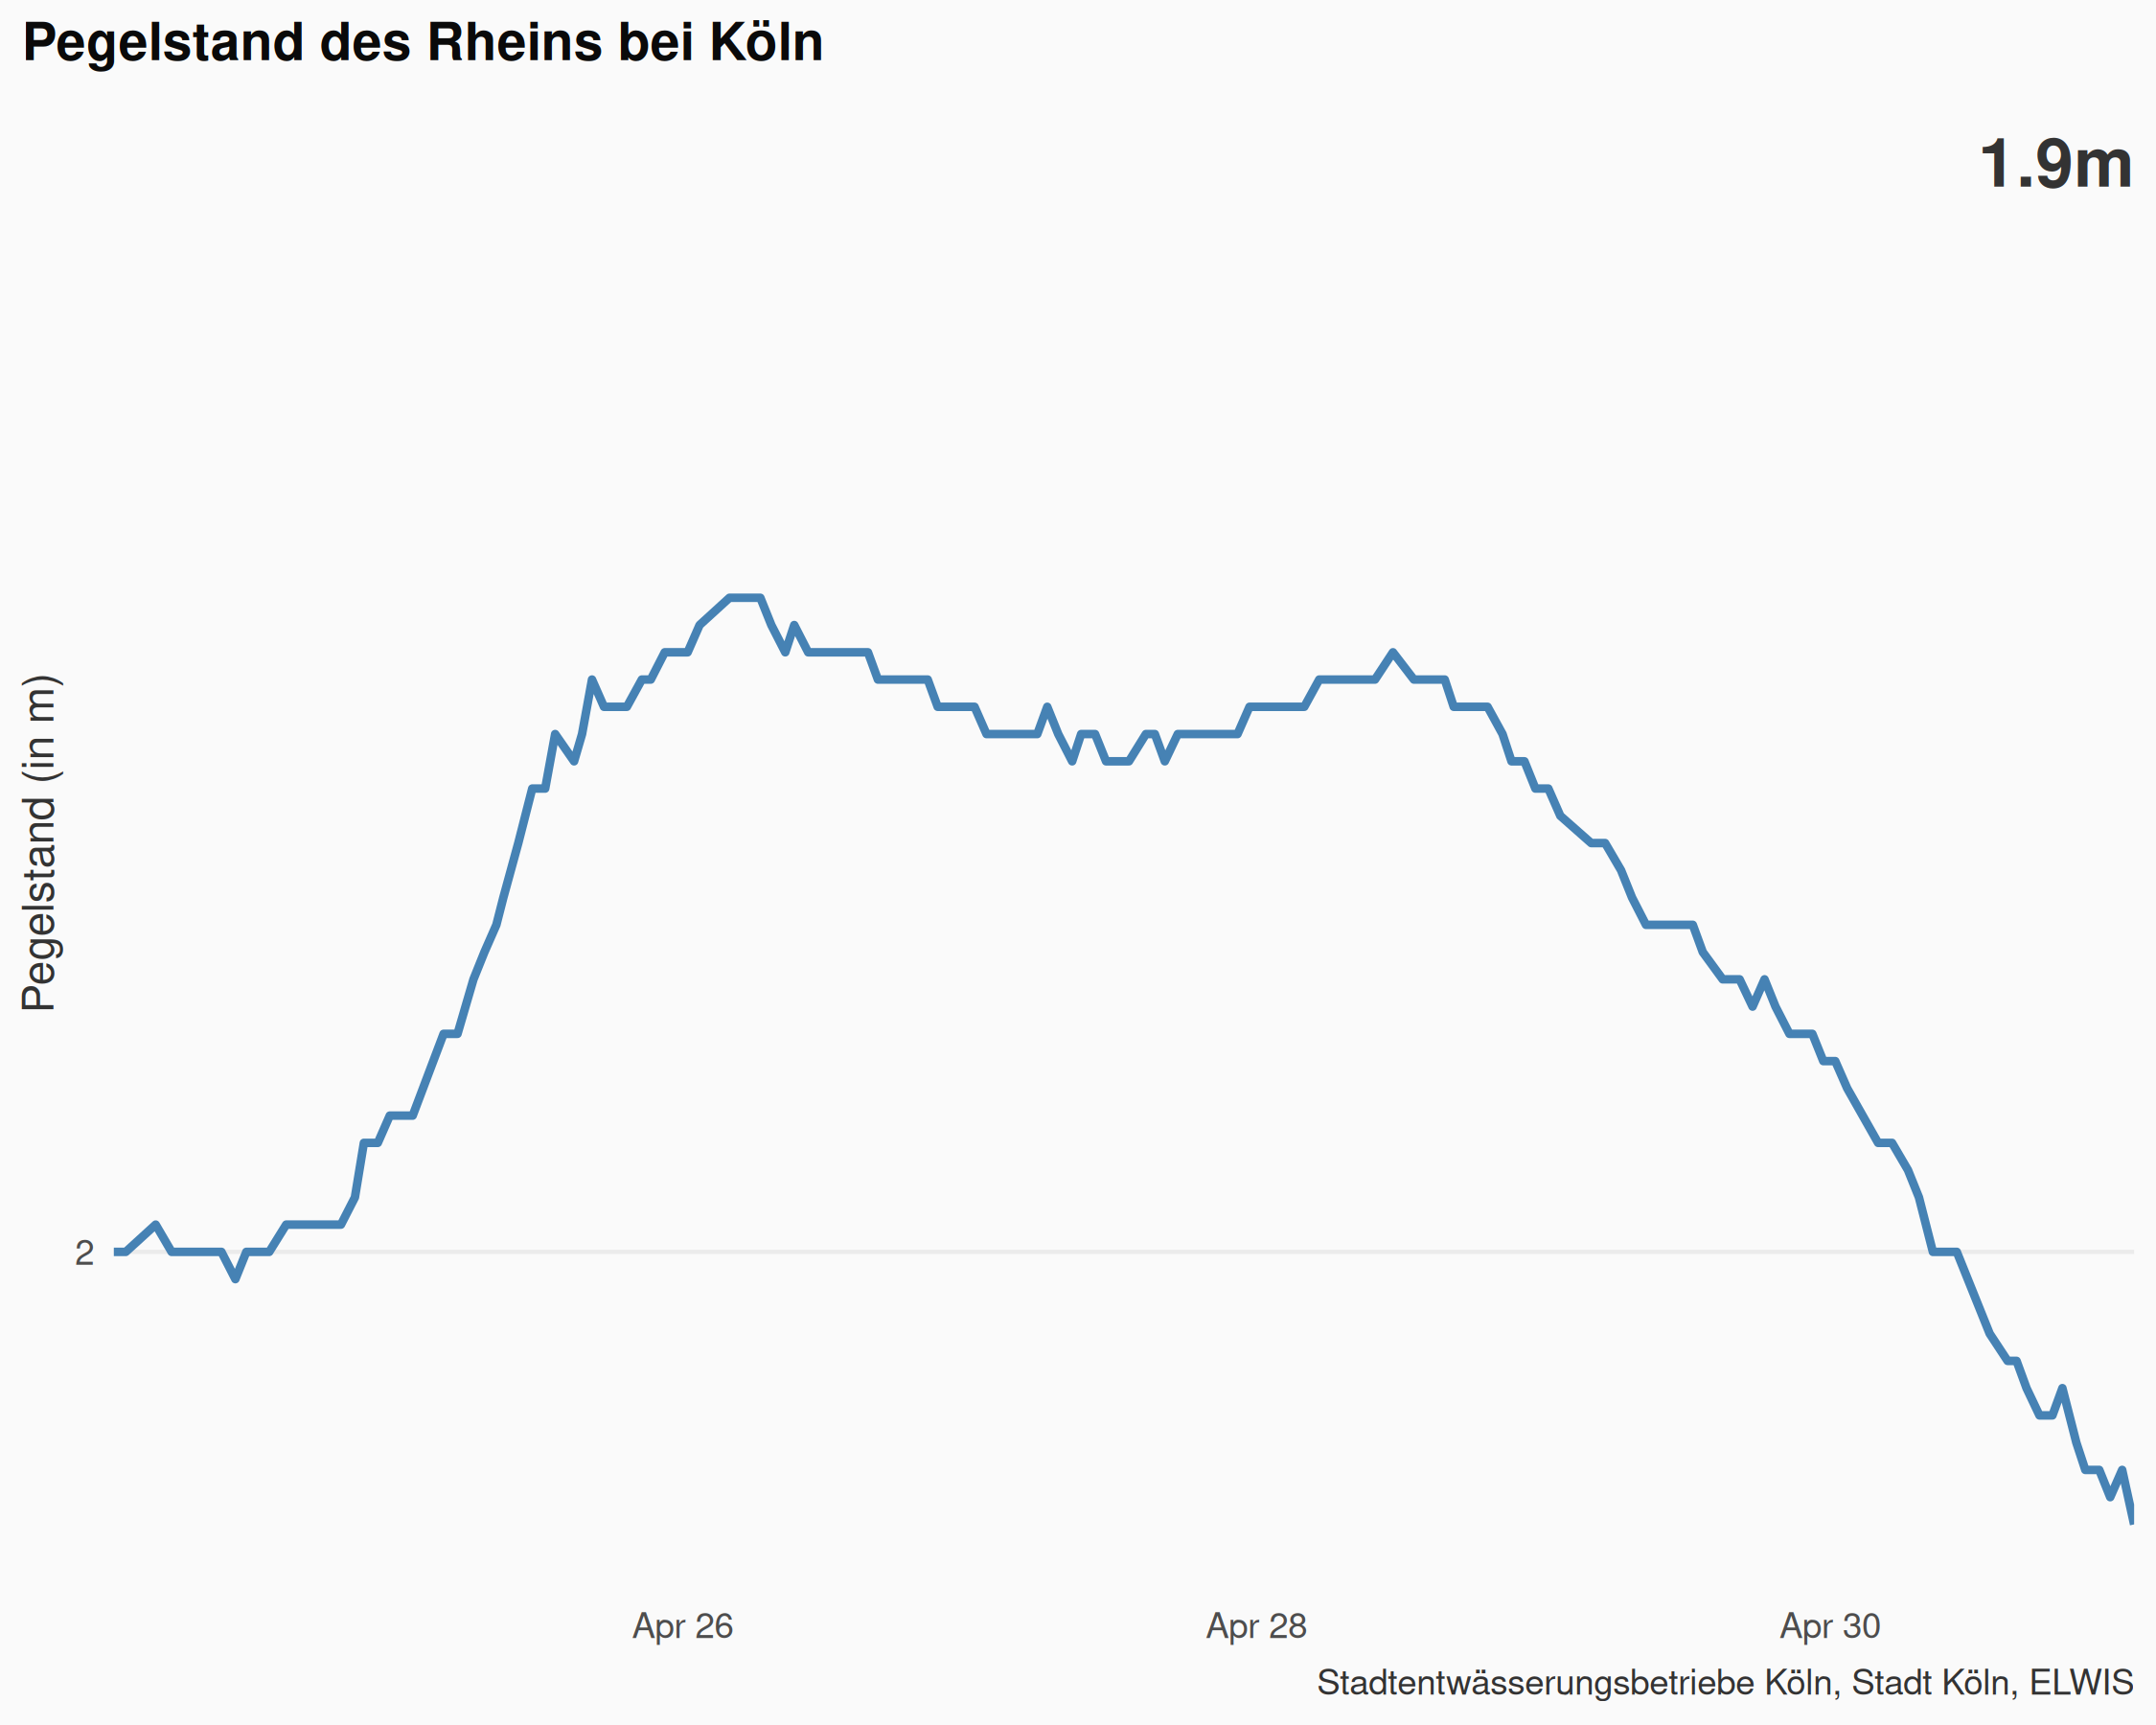 Pegelstand des Rheins bei Köln
1.9m
Pegelstand (in m)
2
Apr 26
Apr 28
Apr 30
Stadtentwässerungsbetriebe Köln, Stadt Köln, ELWIS